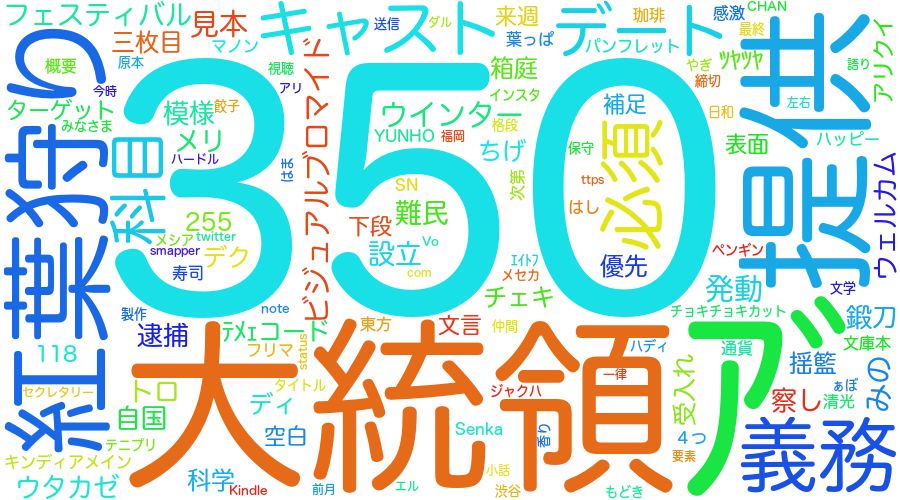 フェスティバル
見本
キャスト
デート
来週
珈琲
感激
CHAN
送信
ダル
最終
三枚目
マノン
葉っぱ
パンフレット
語り
原本
紅葉狩り
概要
視聴
箱庭
やぎ
ﾂﾔﾂﾔ
アリクイ
今時
アリ
インスタ
締切
左右
ターゲット
みなさま
模様
餃子
ビジュアルブロマイド
350
ウインター
補足
日和
提供
メリ
YUNHO
福岡
格段
ちげ
保守
必須
表面
ハッピー
科目
ハードル
はま
次第
ttps
SN
難民
はし
255
メシア
twitter
下段
デク
smapper
設立
Vo
ｴｲﾄﾌ
ペンギン
ウェルカム
寿司
com
メセカ
優先
チェキ
発動
文学
製作
note
逮捕
ﾃﾒｪ
コード
東方
文言
仲間
チョキチョキカット
鍛刀
118
フリマ
status
大統領
ハディ
通貨
文庫本
セクレタリー
トロ
タイトル
ジャクハ
一律
受入れ
揺籃
みの
ぁぼ
自国
ディ
察し
清光
テニプリ
空白
Senka
香り
4つ
義務
キンディアメイン
要素
ウタカゼ
科学
Kindle
前月
エル
小話
渋谷
もどき